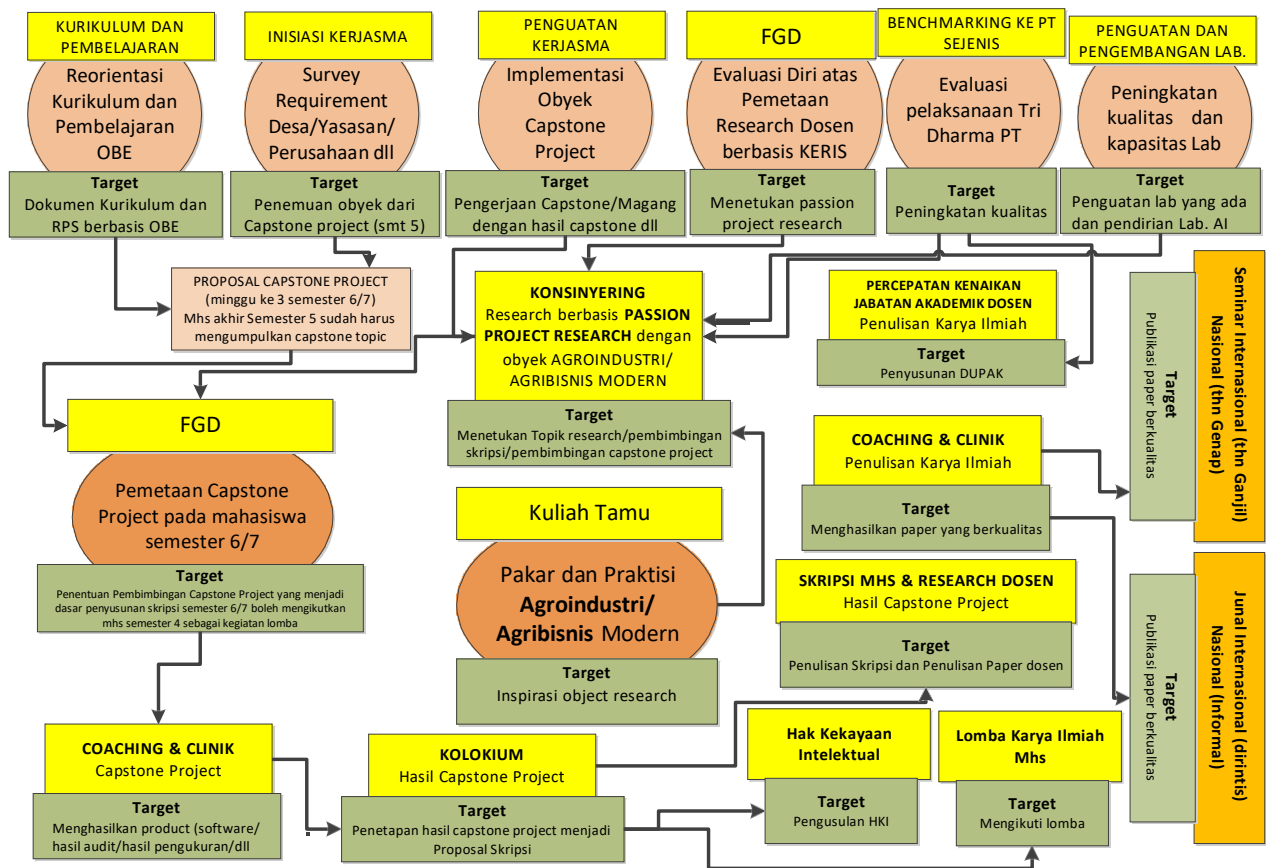 KURIKULUM DAN
PEMBELAJARAN
Reorientasi
Kurikulum dan
Pembelajaran
OBE
Target
Dokumen Kurikulum dan
RPS berbasis OBE
INISIASI KERJASMA
Survey
Requirement
Desa/Yasasan/
Perusahaan dll
Target
Penemuan obyek dari
Capstone project (smt 5)
PENGUATAN
KERJASMA
Implementasi
Obyek
Capstone
Project
Target
Pengerjaan Capstone/Magang
dengan hasil capstone dll
FGD
Evaluasi Diri atas
Pemetaan
Research Dosen
berbasis KERIS
Target
Menetukan passion
project research
BENCHMARKING KE PT
SEJENIS
Evaluasi
pelaksanaan Tri
Dharma PT
Target
Peningkatan kualitas
PENGUATAN DAN
PENGEMBANGAN LAB.
Peningkatan
kualitas dan
kapasitas Lab
Target
Penguatan lab yang ada
dan pendirian Lab. AI
PROPOSAL CAPSTONE PROJECT
(minggu ke 3 semester 6/7)
Mhs akhir Semester 5 sudah harus
mengumpulkan capstone topic
KONSINYERING
Research berbasis PASSION
PROJECT RESEARCH dengan
obyek AGROINDUSTRI/
AGRIBISNIS MODERN
Target
Menetukan Topik research/pembimbingan
skripsi/pembimbingan capstone project
PERCEPATAN KENAIKAN
JABATAN AKADEMIK DOSEN
Penulisan Karya Ilmiah
Target
Penyusunan DUPAK
FGD
Pemetaan Capstone
Project pada mahasiswa
semester 6/7
Target
Penentuan Pembimbingan Capstone Project yang menjadi
dasar penyusunan skripsi semester 6/7 boleh mengikutkan
mhs semester 4 sebagai kegiatan lomba
Kuliah Tamu
Pakar dan Praktisi
Agroindustri/
Agribisnis Modern
Target
Inspirasi object research
COACHING & CLINIK
Penulisan Karya Ilmiah
Target
Menghasilkan paper yang berkualitas
SKRIPSI MHS & RESEARCH DOSEN
Hasil Capstone Project
Target
Penulisan Skripsi dan Penulisan Paper dosen
COACHING & CLINIK
Capstone Project
Target
Menghasilkan product (software/
hasil audit/hasil pengukuran/dll
KOLOKIUM
Hasil Capstone Project
Target
Penetapan hasil capstone project menjadi
Proposal Skripsi
Hak Kekayaan
Intelektual
Target
Pengusulan HKI
Lomba Karya Ilmiah
Mhs
Target
Mengikuti lomba
Seminar Internasional (thn Ganjil)
Nasional (thn Genap)
Target
Publikasi paper berkualitas
Junal Internasional (dirintis)
Nasional (Informal)
Target
Publikasi paper berkualitas